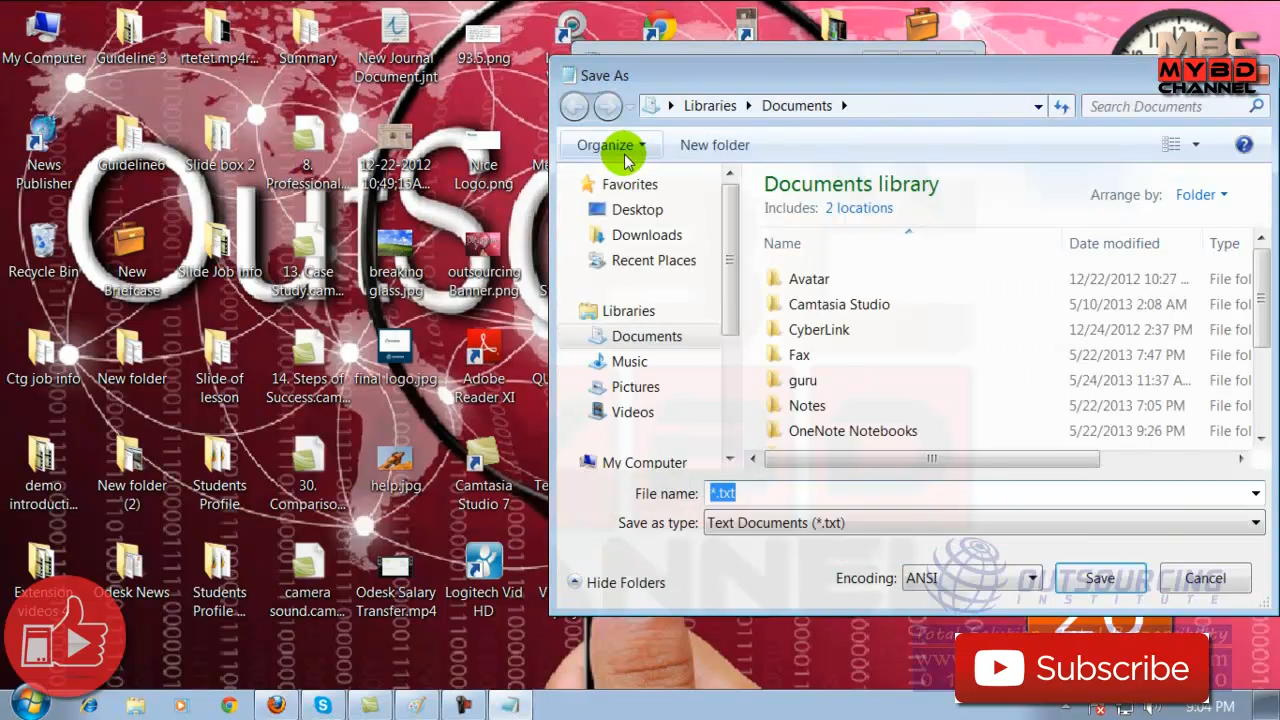 My Computer
Guideline 3
rtetet.mp4r...
Summary
New Journal
Document.jnt
93.5.png
News
Publisher
Guideline6
Slide box 2
8.
Professional...
12-22-2012
10;49;15A...
Nice
Logo.png
Recycle Bin
New
Briefcase
Slide Job info
13. Case
Study.cam...
breaking
glass.jpg
outsourcing
Banner.png
Ctg job info
New folder
Slide of
lesson
14. Steps of
Success.cam...
final logo.jpg
Adobe
Reader XI
demo
introducti...
New folder
(2)
Students
Profile
30.
Compariso...
help.jpg
Camtasia
Studio 7
Extension
videos
Odesk News
Students
Profile ...
camera
sound.cam...
Odesk Salary
Transfer.mp4
Logitech Vid
HD
Outs
MBC
MYBD
CHANNEL
Save As
Libraries
Documents
Search Documents
Organize
New folder
Favorites
Desktop
Downloads
Recent Places
Libraries
Documents
Music
Pictures
Videos
My Computer
Documents library
Includes: 2 locations
Arrange by: Folder
Name
Date modified
Type
Avatar
12/22/2012 10:27 ...
File fol
Camtasia Studio
5/10/2013 2:08 AM
File fol
CyberLink
12/24/2012 2:37 PM
File fol
Fax
5/22/2013 7:47 PM
File fol
guru
5/24/2013 11:37 A...
File fol
Notes
5/22/2013 7:05 PM
File fol
OneNote Notebooks
5/22/2013 9:26 PM
File fol
File name:
*.txt
Save as type:
Text Documents (*.txt)
Hide Folders
Encoding:
ANSI
Save
Cancel
OUTSOURCING
Subscribe
9:04 PM